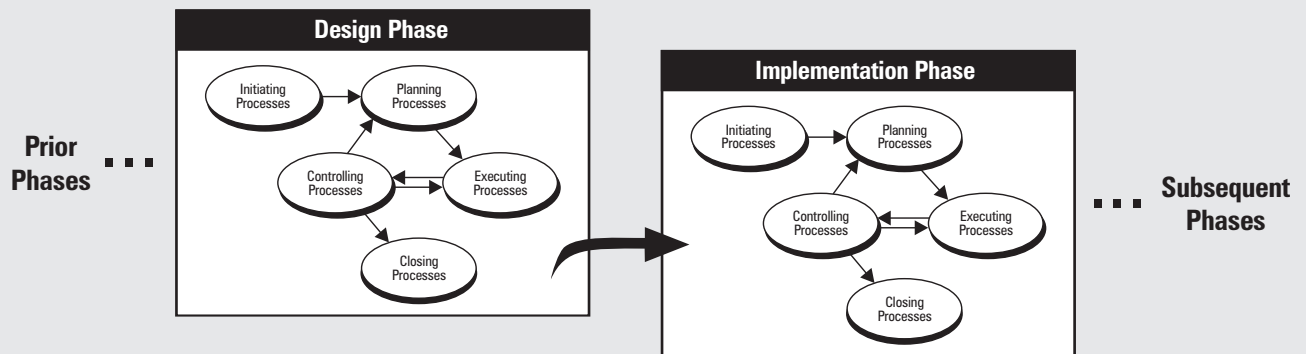 Prior
Phases
Design Phase
Initiating
Processes
Planning
Processes
Controlling
Processes
Executing
Processes
Closing
Processes
Implementation Phase
Initiating
Processes
Planning
Processes
Controlling
Processes
Executing
Processes
Closing
Processes
Subsequent
Phases